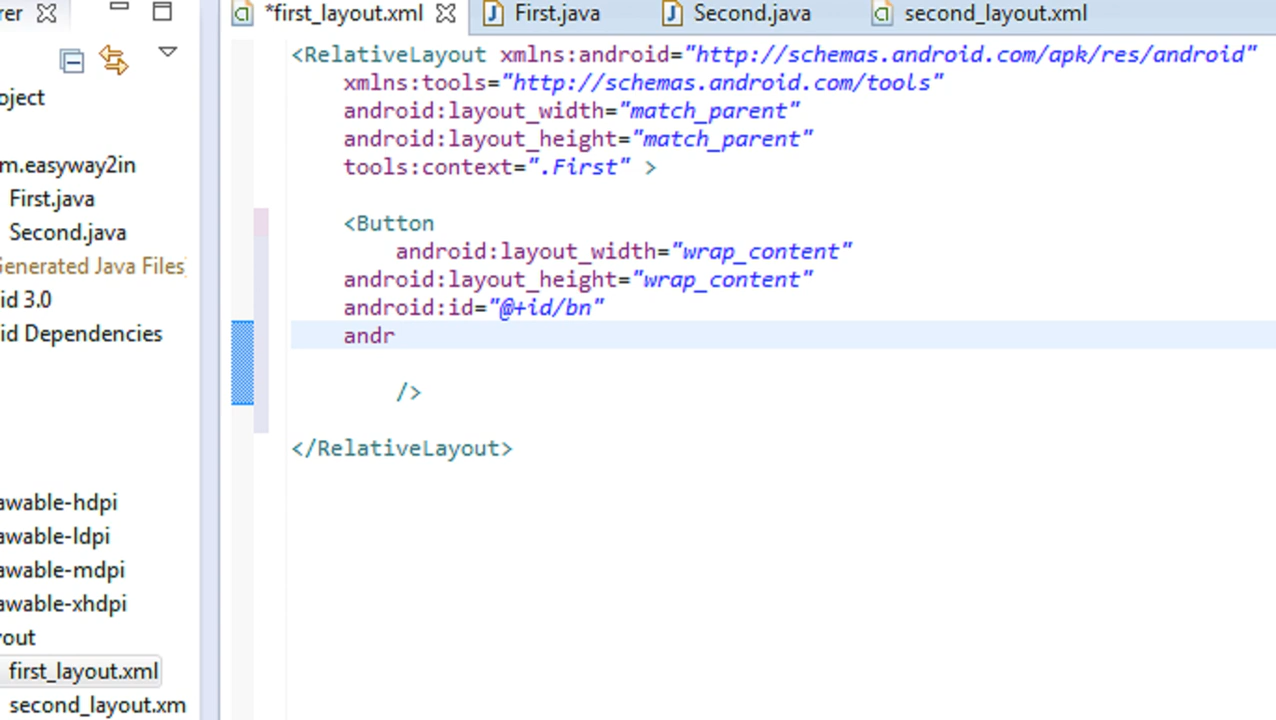 rer *first_layout.xml First.java Second.java second_layout.xml
oject
m.easyway2in
First.java
Second.java
Generated Java Files)
id 3.0
id Dependencies
awable-hdpi
awable-ldpi
awable-mdpi
awable-xhdpi
yout
first_layout.xml
second_layout.xm
<RelativeLayout xmlns:android="http://schemas.android.com/apk/res/android"
xmlns:tools="http://schemas.android.com/tools"
android:layout_width="match_parent"
android:layout_height="match_parent"
tools:context=".First" >
<Button
android:layout_width="wrap_content"
android:layout_height="wrap_content"
android:id="@+id/bn"
andr
/>
</RelativeLayout>